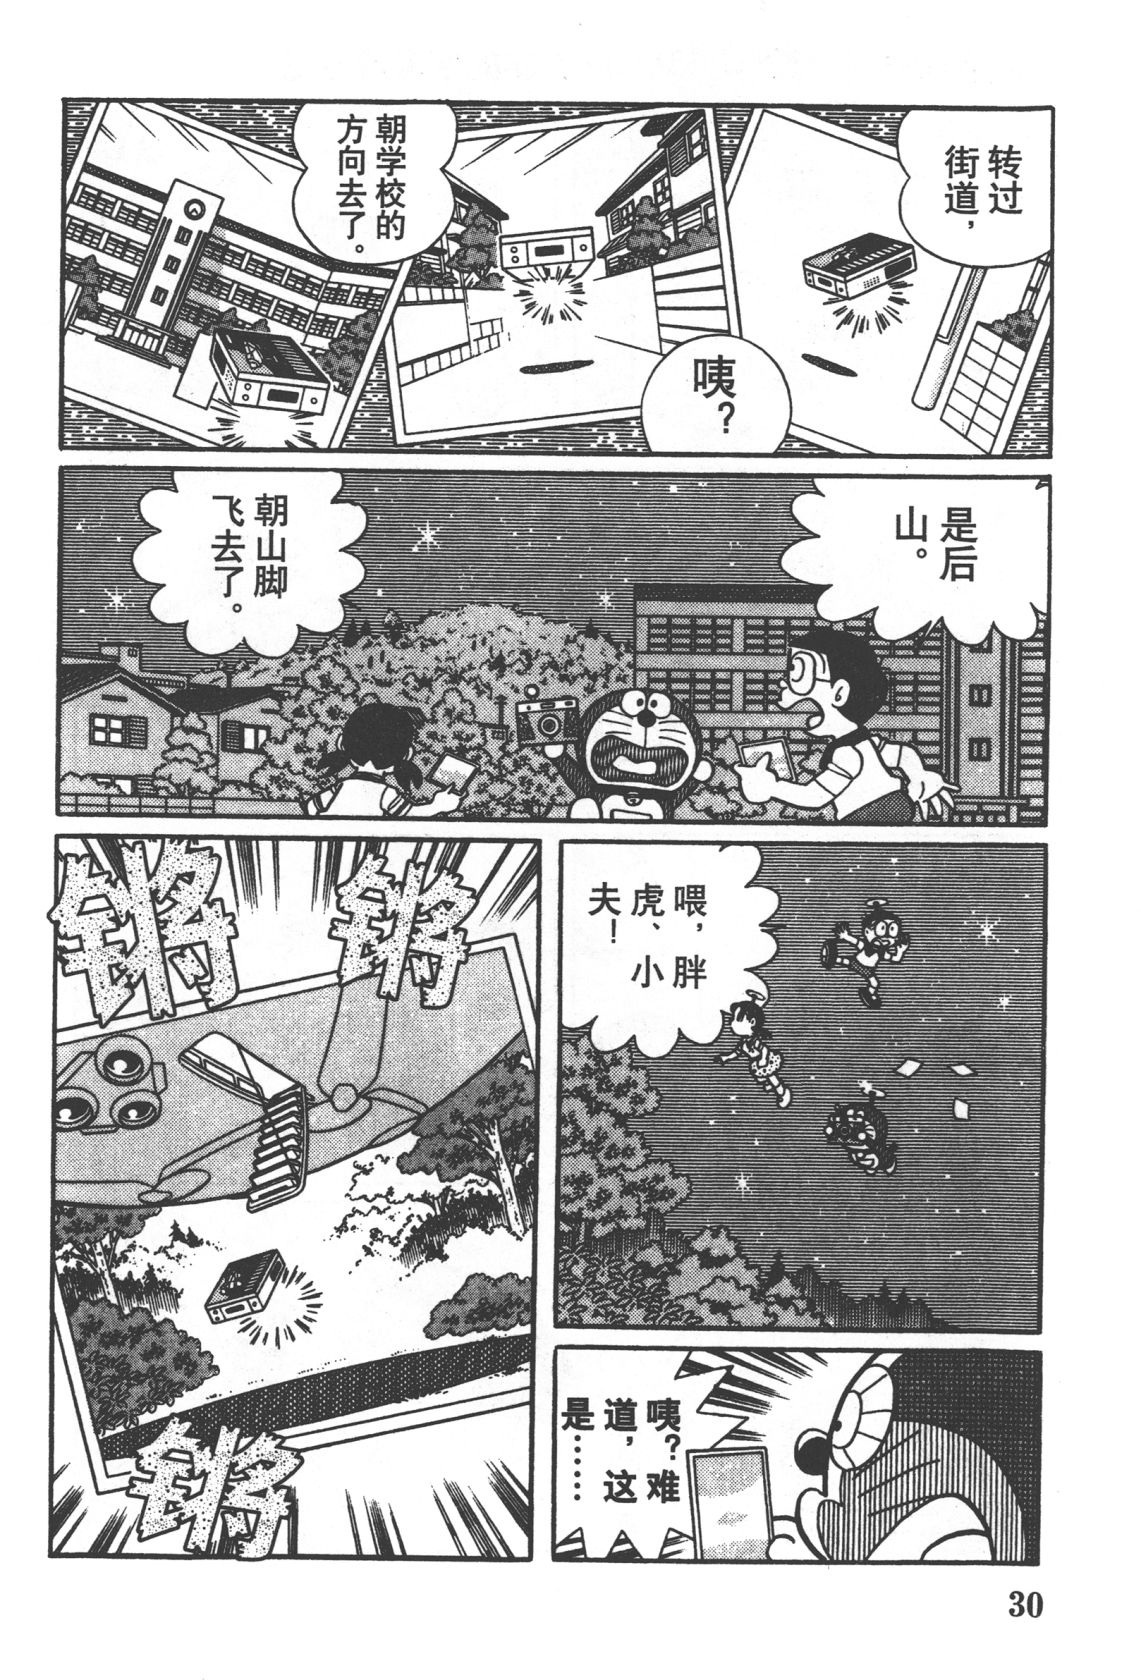 转过
街道，
咦？
朝学校的
方向去了。
是后
山。
朝山脚
飞去了。
喂，胖
虎、小
夫！
咦？难
道，这
是……
锵
锵
锵
30